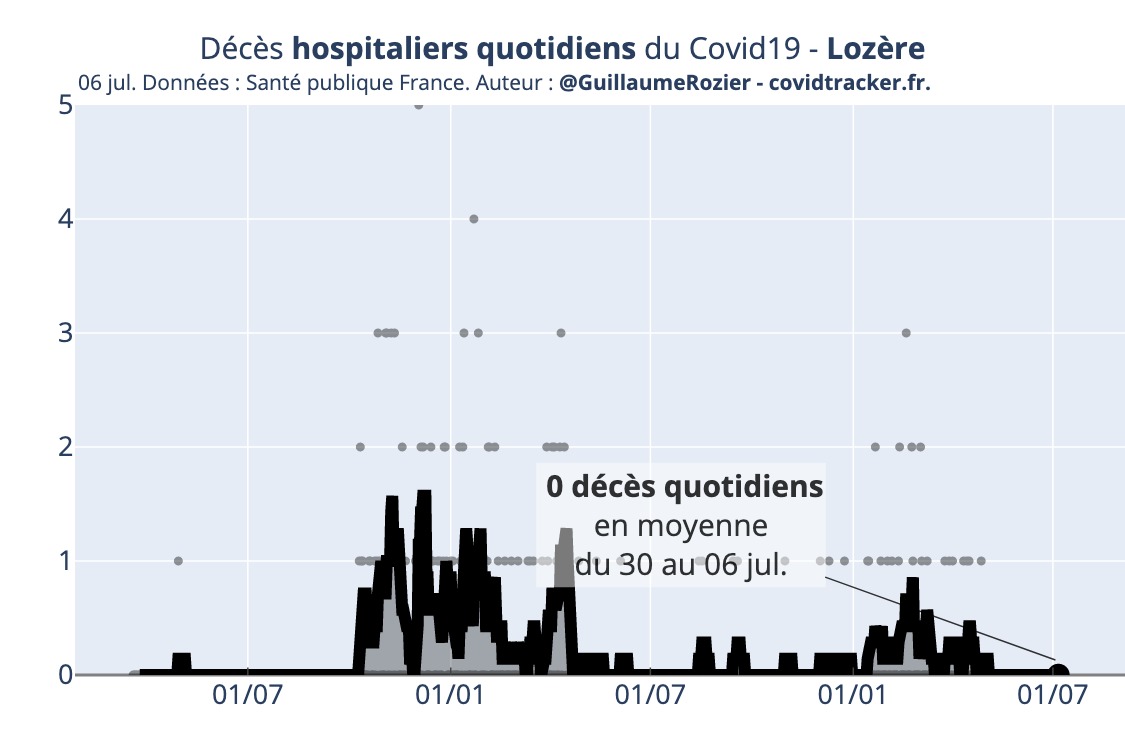 Décès hospitaliers quotidiens du Covid19 - Lozère
06 jul. Données : Santé publique France. Auteur : @GuillaumeRozier - covidtracker.fr.
5
4
3
2
0 décès quotidiens
en moyenne
1
du 30 au 06 jul.
0
01/07
01/01
01/07
01/01
01/07